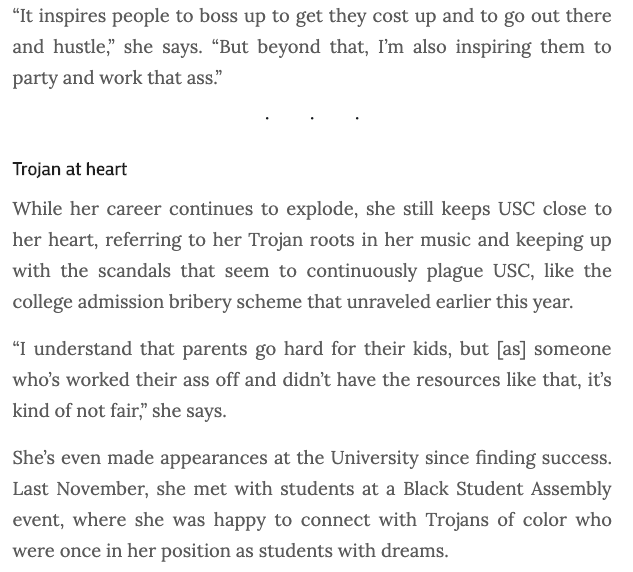 “It inspires people to boss up to get they cost up and to go out there
and hustle,” she says. “But beyond that, I’m also inspiring them to
party and work that ass.”
. . .
Trojan at heart
While her career continues to explode, she still keeps USC close to
her heart, referring to her Trojan roots in her music and keeping up
with the scandals that seem to continuously plague USC, like the
college admission bribery scheme that unraveled earlier this year.
“I understand that parents go hard for their kids, but [as] someone
who’s worked their ass off and didn’t have the resources like that, it’s
kind of not fair,” she says.
She’s even made appearances at the University since finding success.
Last November, she met with students at a Black Student Assembly
event, where she was happy to connect with Trojans of color who
were once in her position as students with dreams.